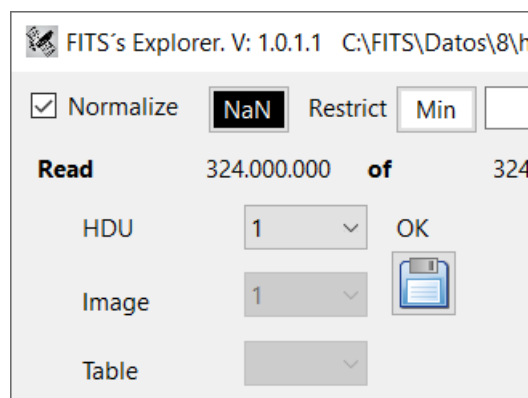 FITS´s Explorer. V: 1.0.1.1 C:\FITS\Datos\8\h
Normalize NaN Restrict Min
Read 324.000.000 of 324
HDU 1 OK
Image 1
Table